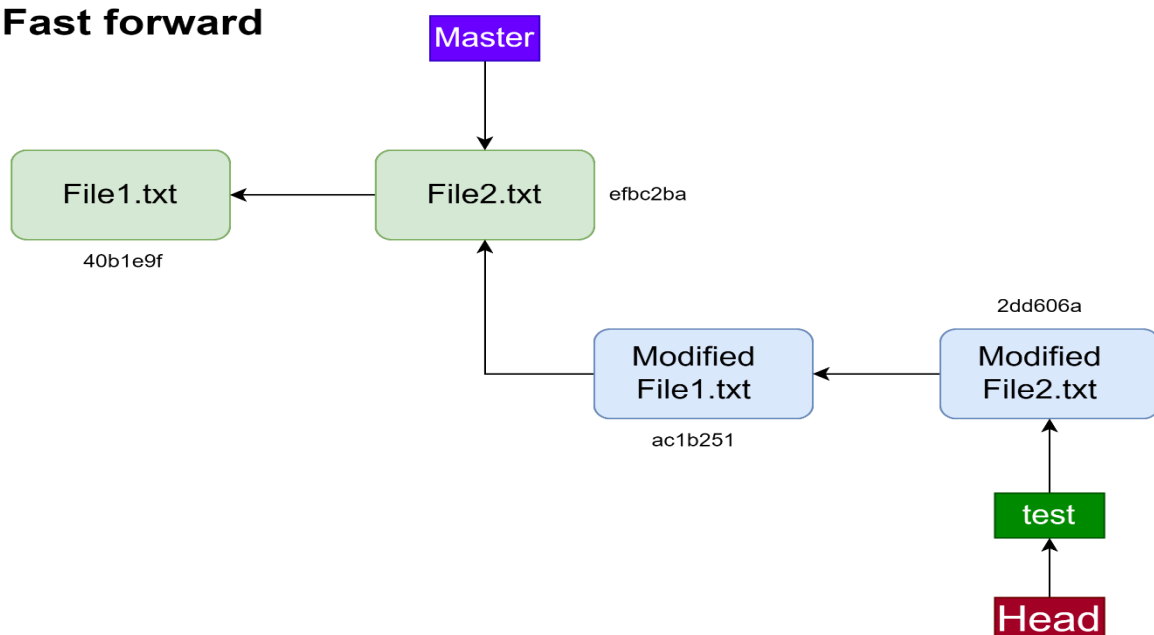 Fast forward
Master
File1.txt
File2.txt
efbc2ba
40b1e9f
2dd606a
Modified
File1.txt
Modified
File2.txt
ac1b251
test
Head